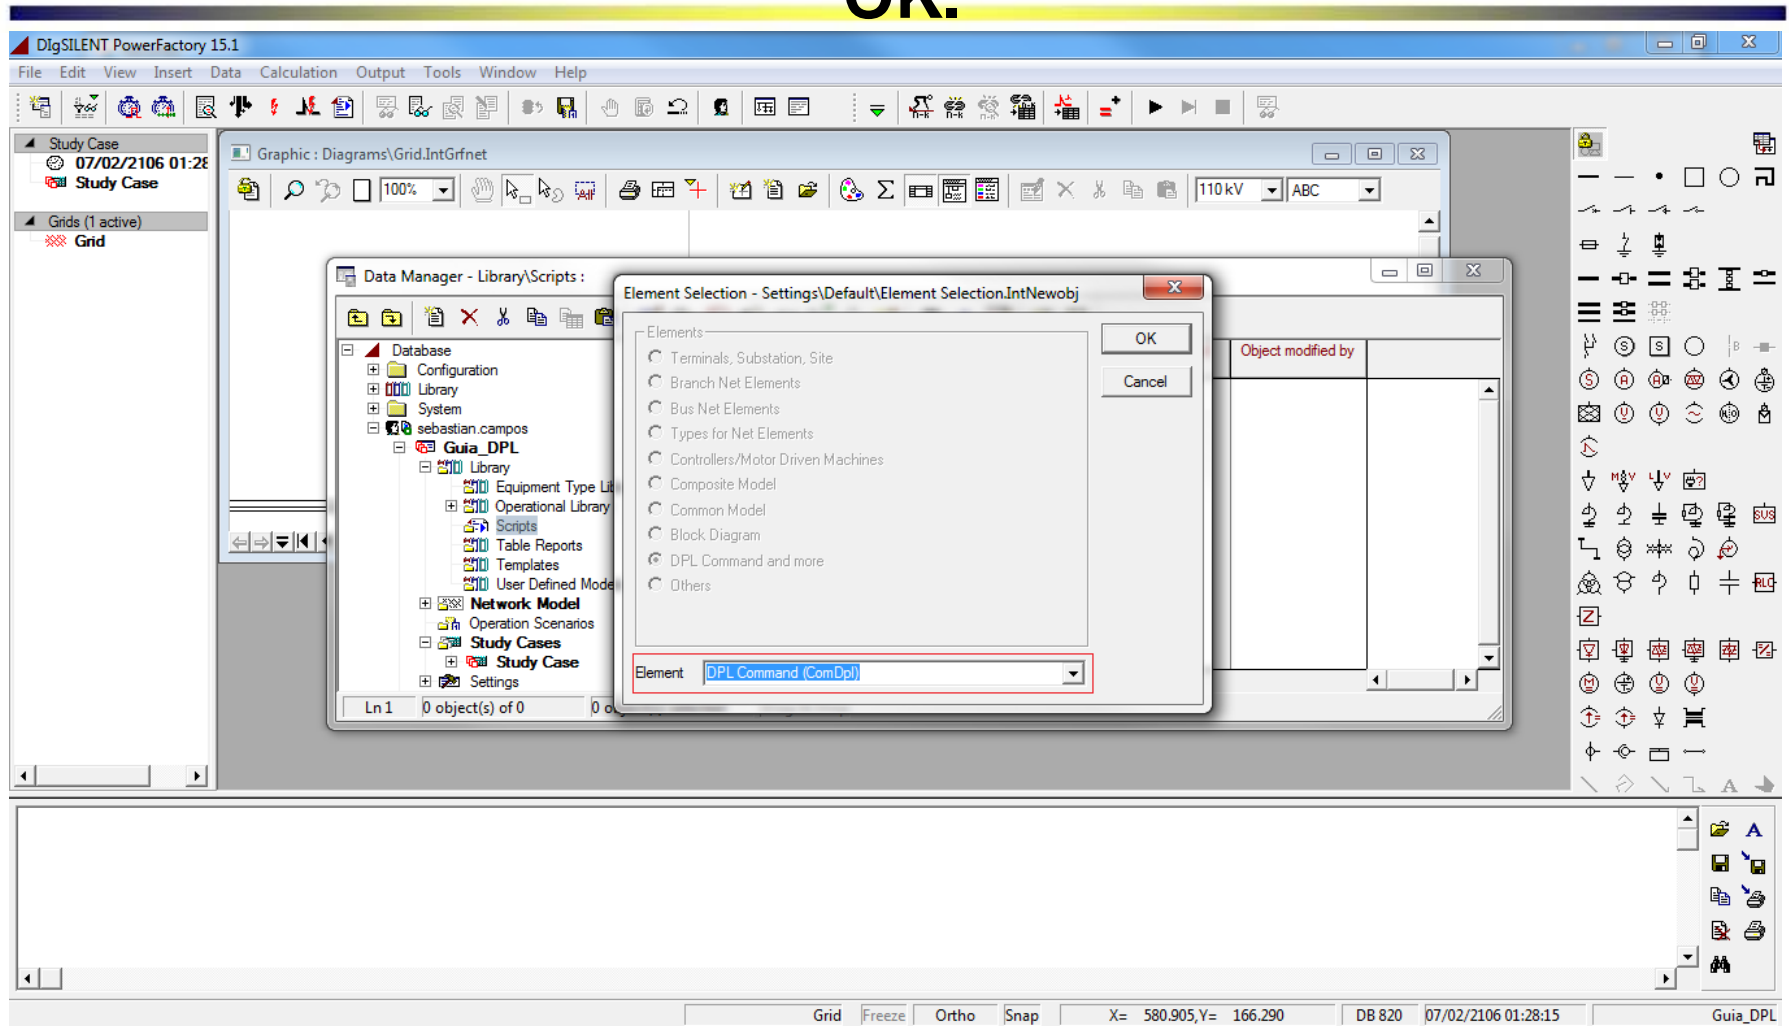 OK.
DIgSILENT PowerFactory 15.1
File Edit View Insert Data Calculation Output Tools Window Help
Study Case
07/02/2106 01:28
Study Case
Grids (1 active)
Grid
Graphic : Diagrams\Grid.IntGrfnet
100%
110 kV
ABC
Data Manager - Library\Scripts :
Object modified by
Database
Configuration
Library
System
sebastian.campos
Guia_DPL
Library
Equipment Type Lib
Operational Library
Scripts
Table Reports
Templates
User Defined Mode
Network Model
Operation Scenarios
Study Cases
Study Case
Settings
Ln 1 0 object(s) of 0
Element Selection - Settings\Default\Element Selection.IntNewobj
Elements
Terminals, Substation, Site
Branch Net Elements
Bus Net Elements
Types for Net Elements
Controllers/Motor Driven Machines
Composite Model
Common Model
Block Diagram
DPL Command and more
Others
OK
Cancel
Element DPL Command (ComDpl)
Grid Freeze Ortho Snap X= 580.905,Y= 166.290 DB 820 07/02/2106 01:28:15 Guia_DPL